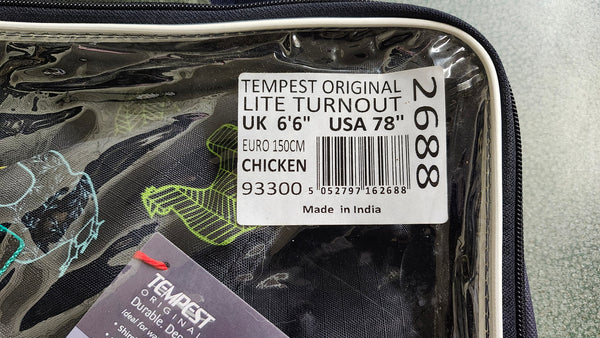 TEMPEST ORIGINAL
LITE TURNOUT
UK 6'6" USA 78"
EURO 150CM
CHICKEN
93300
5 052797 162688
Made in India
2688
TEMPEST
ORIGINAL
Durable, Dep
ideal for